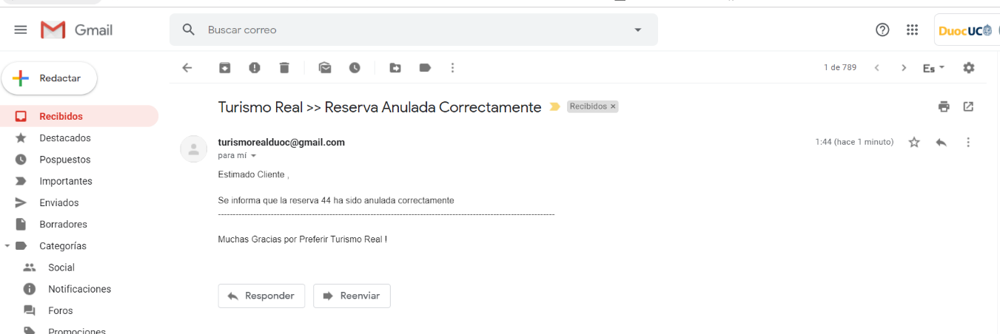 Gmail
Buscar correo
DuocUC
Redactar
1 de 789
Es
Turismo Real >> Reserva Anulada Correctamente
Recibidos ×
Recibidos
Destacados
Pospuestos
Importantes
Enviados
Borradores
Categorías
Social
Notificaciones
Foros
Promociones
turismorealduoc@gmail.com
1:44 (hace 1 minuto)
para mí
Estimado Cliente ,
Se informa que la reserva 44 ha sido anulada correctamente
--------------------------------------------------------------------------------------------------------------------
Muchas Gracias por Preferir Turismo Real !
Responder
Reenviar